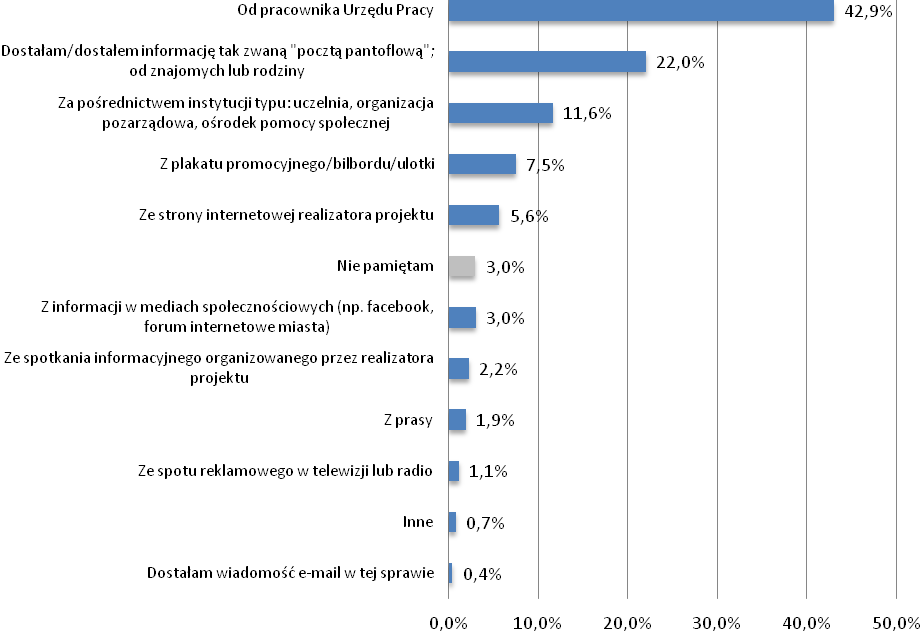 Od pracownika Urzędu Pracy
42,9%
Dostałam/dostałem informację tak zwaną "pocztą pantoflową";
od znajomych lub rodziny
22,0%
Za pośrednictwem instytucji typu: uczelnia, organizacja
pozarządowa, ośrodek pomocy społecznej
11,6%
Z plakatu promocyjnego/bilbordu/ulotki
7,5%
Ze strony internetowej realizatora projektu
5,6%
Nie pamiętam
3,0%
Z informacji w mediach społecznościowych (np. facebook,
forum internetowe miasta)
3,0%
Ze spotkania informacyjnego organizowanego przez realizatora
projektu
2,2%
Z prasy
1,9%
Ze spotu reklamowego w telewizji lub radio
1,1%
Inne
0,7%
Dostałam wiadomość e-mail w tej sprawie
0,4%
0,0% 10,0% 20,0% 30,0% 40,0% 50,0%